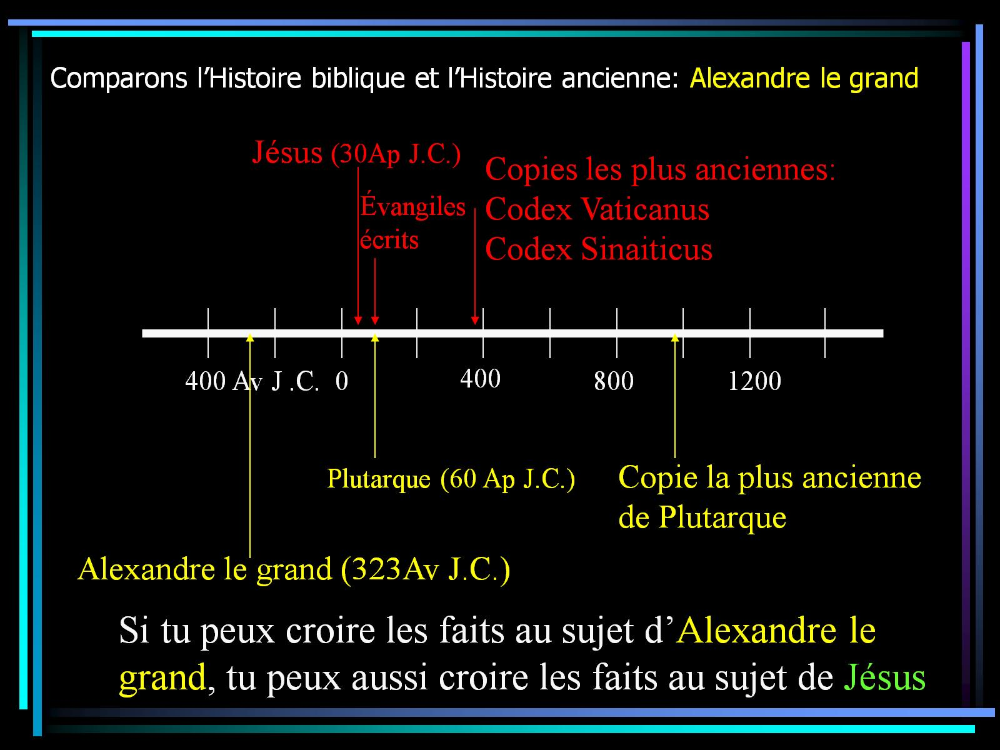 Comparons l’Histoire biblique et l’Histoire ancienne: Alexandre le grand
Jésus (30Ap J.C.)
Évangiles
écrits
Copies les plus anciennes:
Codex Vaticanus
Codex Sinaiticus
400 Av J .C. 0 400 800 1200
Plutarque (60 Ap J.C.)
Copie la plus ancienne
de Plutarque
Alexandre le grand (323Av J.C.)
Si tu peux croire les faits au sujet d’Alexandre le
grand, tu peux aussi croire les faits au sujet de Jésus